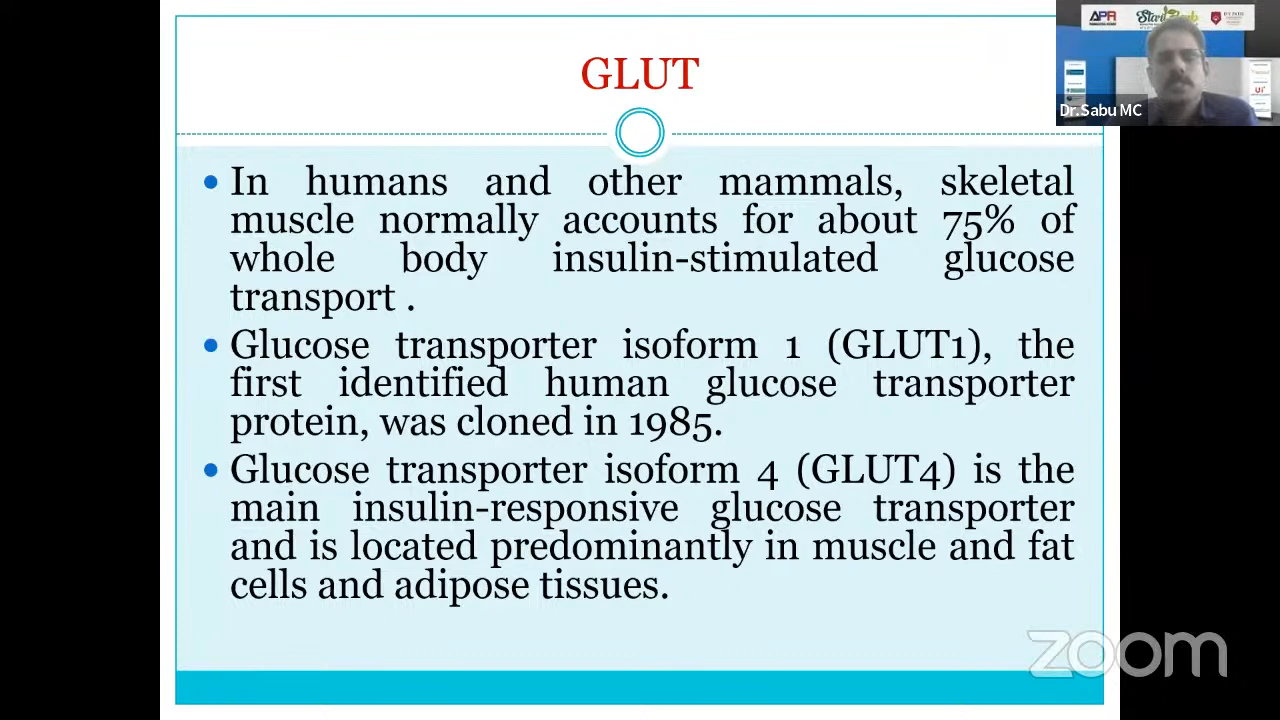 GLUT
APR
Dr.Sabu MC
In humans and other mammals, skeletal
muscle normally accounts for about 75% of
whole body insulin-stimulated glucose
transport .
Glucose transporter isoform 1 (GLUT1), the
first identified human glucose transporter
protein, was cloned in 1985.
Glucose transporter isoform 4 (GLUT4) is the
main insulin-responsive glucose transporter
and is located predominantly in muscle and fat
cells and adipose tissues.
zoom